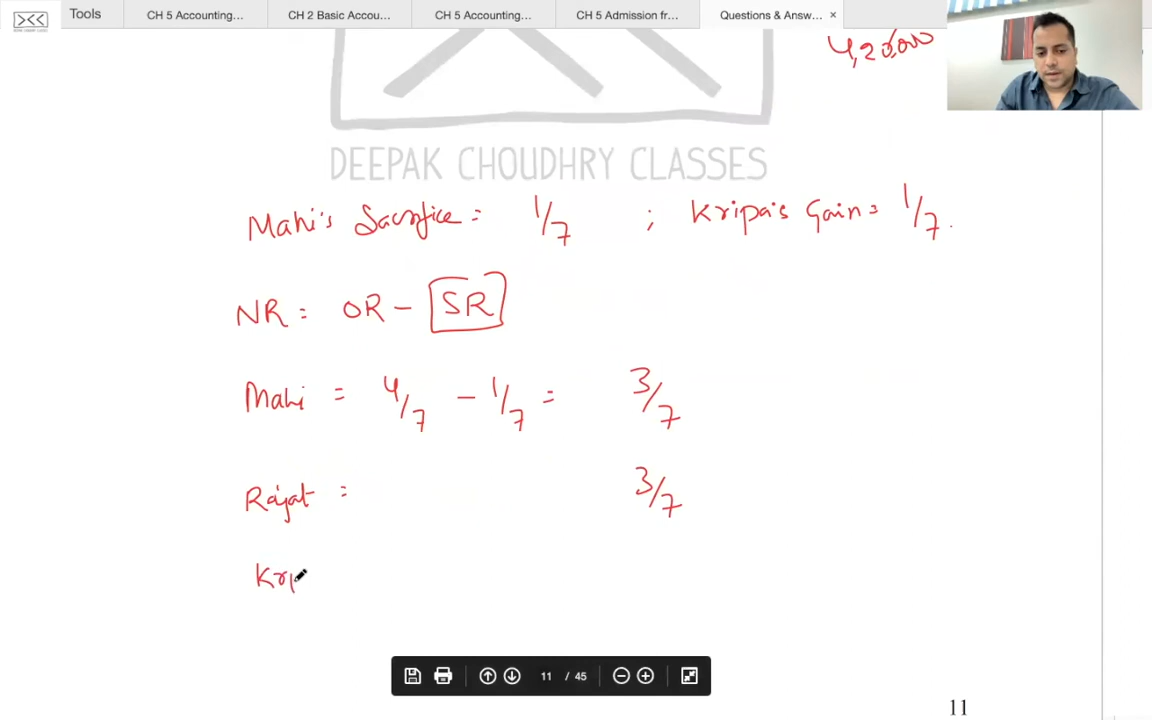 Tools CH 5 Accounting... CH 2 Basic Accou... CH 5 Accounting... CH 5 Admission fr... Questions & Answ... ×
4,20,000
DEEPAK CHOUDHRY CLASSES
Mahi's Sacrifice = 1/7 ; Kripa's Gain = 1/7.
NR = OR - SR
Mahi = 4/7 - 1/7 = 3/7
Rajat = 3/7
Krip
11 / 45
11